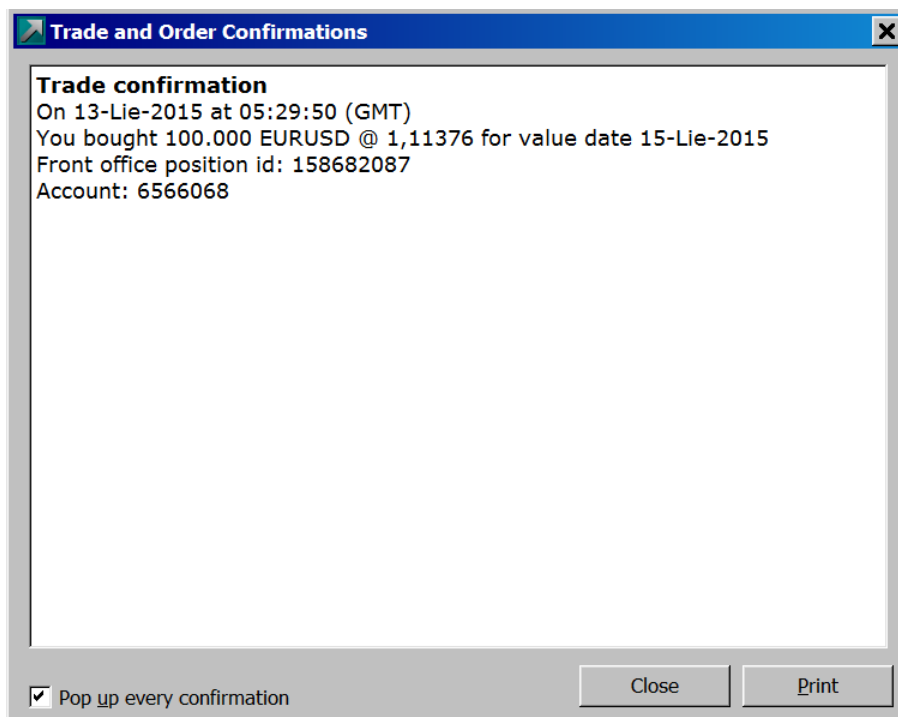 Trade and Order Confirmations
Trade confirmation
On 13-Lie-2015 at 05:29:50 (GMT)
You bought 100.000 EURUSD @ 1,11376 for value date 15-Lie-2015
Front office position id: 158682087
Account: 6566068
Pop up every confirmation
Close
Print